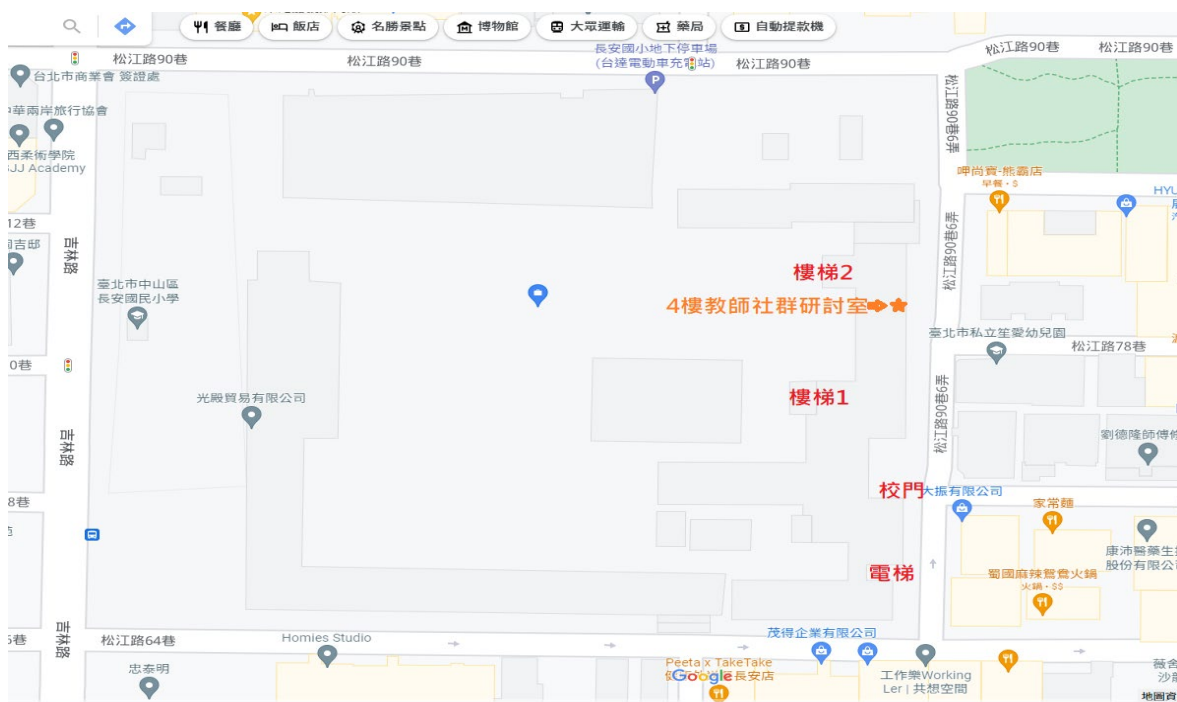 餐廳
飯店
名勝景點
博物館
大眾運輸
藥局
自動提款機
松江路90巷
松江路90巷
長安國小地下停車場
(台達電動車充電站)
松江路90巷
松江路90巷
松江路90巷
台北市商業會 簽證處
中華兩岸旅行協會
西柔術學院
BJJ Academy
松江路90巷6弄
呷尚寶-熊霸店
早餐・$
HYU
12巷
吉邸
吉林路
松江路90巷6弄
樓梯2
臺北市中山區
長安國民小學
4樓教師社群研討室
臺北市私立笙愛幼兒園
松江路78巷
0巷
光殿貿易有限公司
樓梯1
松江路90巷6弄
吉林路
劉德隆師傅
校門
大振有限公司
家常麵
8巷
康沛醫藥生
股份有限公
電梯
蜀國麻辣鴛鴦火鍋
火鍋・$$
吉林路
松江路64巷
Homies Studio
茂得企業有限公司
忠泰明
Peeta x TakeTake
長安店
Google
工作樂Working
Ler | 共想空間
薇舍
沙龍
地圖資